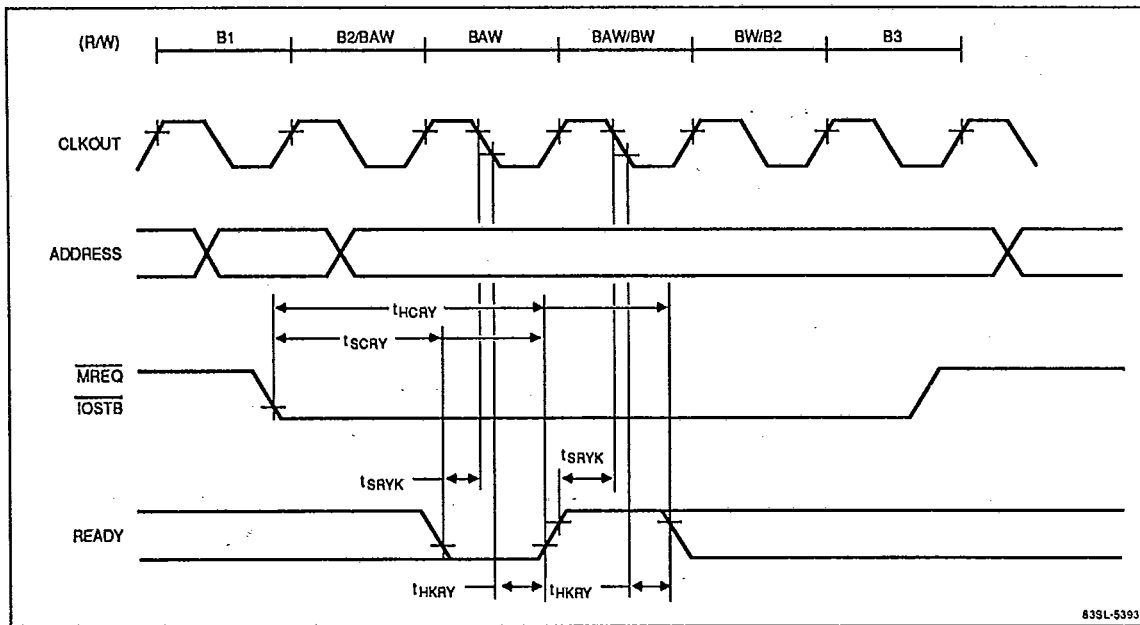 (R/W) B1 B2/BAW BAW BAW/BW BW/B2 B3
CLKOUT
ADDRESS
tHCRY
tSCRY
MREQ
IOSTB
tSRYK
tSRYK
READY
tHKRY tHKRY
83SL-5393